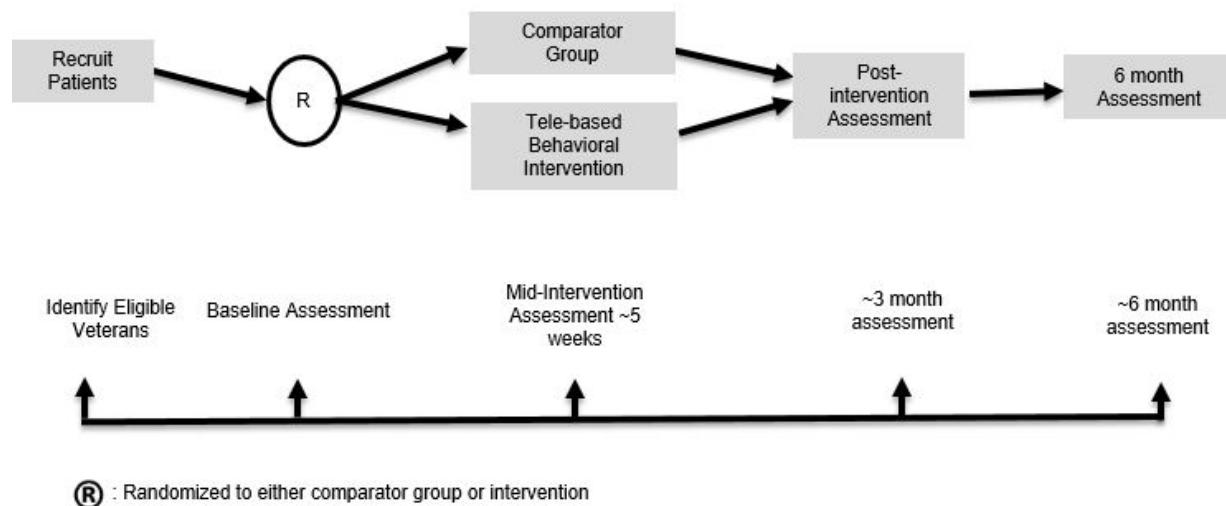 Recruit
Patients
R
Comparator
Group
Tele-based
Behavioral
Intervention
Post-
intervention
Assessment
6 month
Assessment
Identify Eligible
Veterans
Baseline Assessment
Mid-Intervention
Assessment ~5
weeks
~3 month
assessment
~6 month
assessment
R : Randomized to either comparator group or intervention